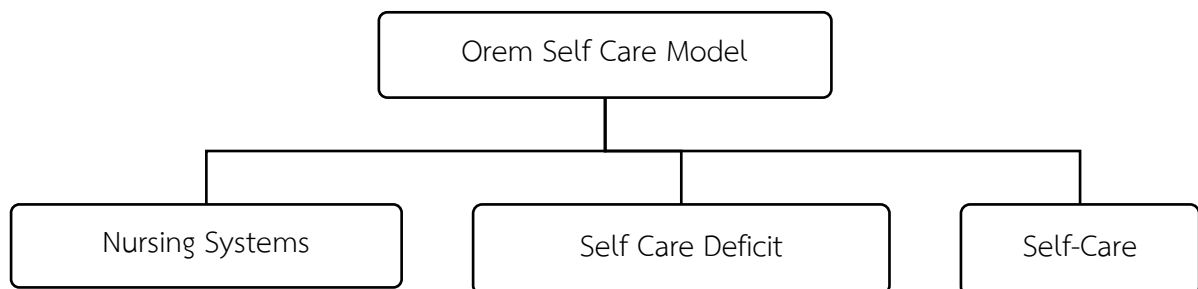 Orem Self Care Model
Nursing Systems
Self Care Deficit
Self-Care